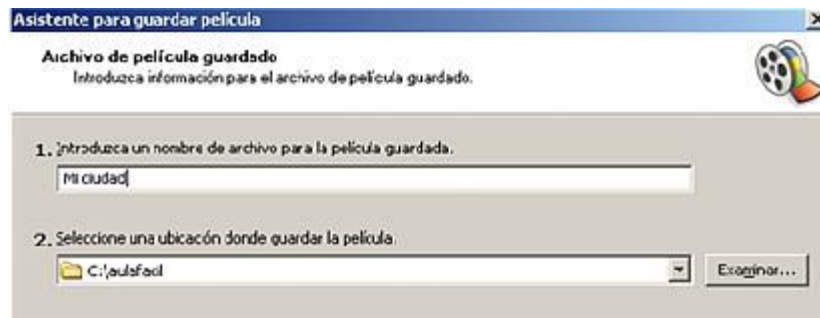 Asistente para guardar película
Archivo de película guardado
Introduzca información para el archivo de película guardado.
1. Introduzca un nombre de archivo para la película guardada.
Mi ciudad
2. Seleccione una ubicacón donde guardar la película.
C:\aulafacil
Examinar...